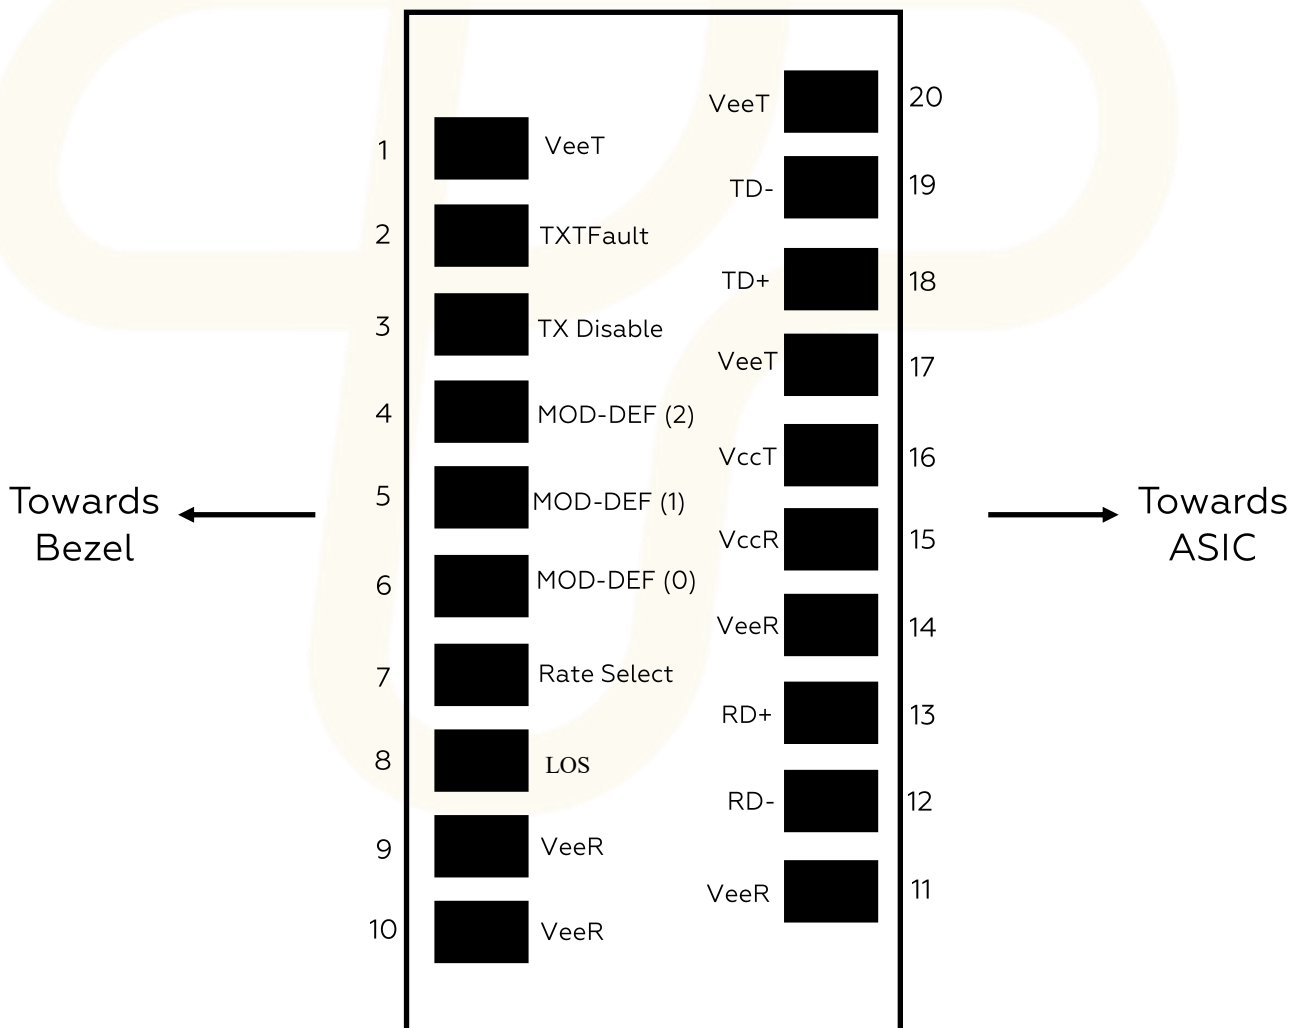 1 VeeT
2 TXTFault
3 TX Disable
4 MOD-DEF (2)
5 MOD-DEF (1)
6 MOD-DEF (0)
7 Rate Select
8 LOS
9 VeeR
10 VeeR
VeeT 20
TD- 19
TD+ 18
VeeT 17
VccT 16
VccR 15
VeeR 14
RD+ 13
RD- 12
VeeR 11
Towards
Bezel
Towards
ASIC